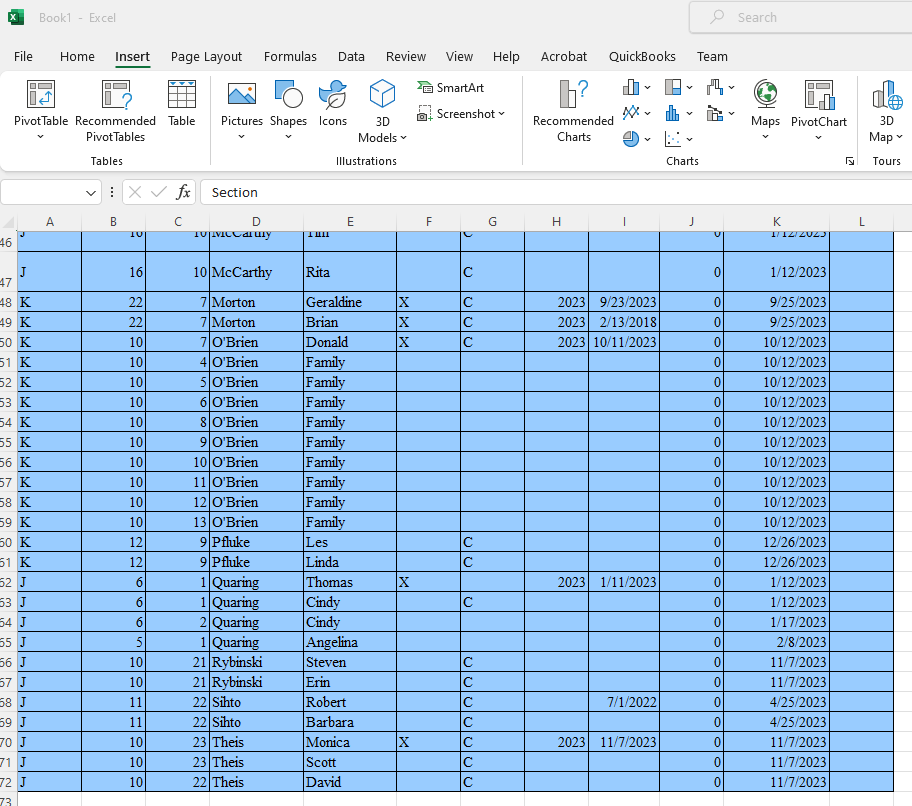 Book1 - Excel
Search
File Home Insert Page Layout Formulas Data Review View Help Acrobat QuickBooks Team
PivotTable Recommended PivotTables Table Pictures Shapes Icons 3D Models SmartArt Screenshot Recommended Charts Maps PivotChart 3D Map
Tables Illustrations Charts Tours
fx Section
A B C D E F G H I J K L
46 J 16 10 McCarthy Tim C 0 1/12/2023
47 J 16 10 McCarthy Rita C 0 1/12/2023
48 K 22 7 Morton Geraldine X C 2023 9/23/2023 0 9/25/2023
49 K 22 7 Morton Brian X C 2023 2/13/2018 0 9/25/2023
50 K 10 7 O'Brien Donald X C 2023 10/11/2023 0 10/12/2023
51 K 10 4 O'Brien Family 0 10/12/2023
52 K 10 5 O'Brien Family 0 10/12/2023
53 K 10 6 O'Brien Family 0 10/12/2023
54 K 10 8 O'Brien Family 0 10/12/2023
55 K 10 9 O'Brien Family 0 10/12/2023
56 K 10 10 O'Brien Family 0 10/12/2023
57 K 10 11 O'Brien Family 0 10/12/2023
58 K 10 12 O'Brien Family 0 10/12/2023
59 K 10 13 O'Brien Family 0 10/12/2023
60 K 12 9 Pfluke Les C 0 12/26/2023
61 K 12 9 Pfluke Linda C 0 12/26/2023
62 J 6 1 Quaring Thomas X 2023 1/11/2023 0 1/12/2023
63 J 6 1 Quaring Cindy C 0 1/12/2023
64 J 6 2 Quaring Cindy 0 1/17/2023
65 J 5 1 Quaring Angelina 0 2/8/2023
66 J 10 21 Rybinski Steven C 0 11/7/2023
67 J 10 21 Rybinski Erin C 0 11/7/2023
68 J 11 22 Sihto Robert C 7/1/2022 0 4/25/2023
69 J 11 22 Sihto Barbara C 0 4/25/2023
70 J 10 23 Theis Monica X C 2023 11/7/2023 0 11/7/2023
71 J 10 23 Theis Scott C 0 11/7/2023
72 J 10 22 Theis David C 0 11/7/2023
73